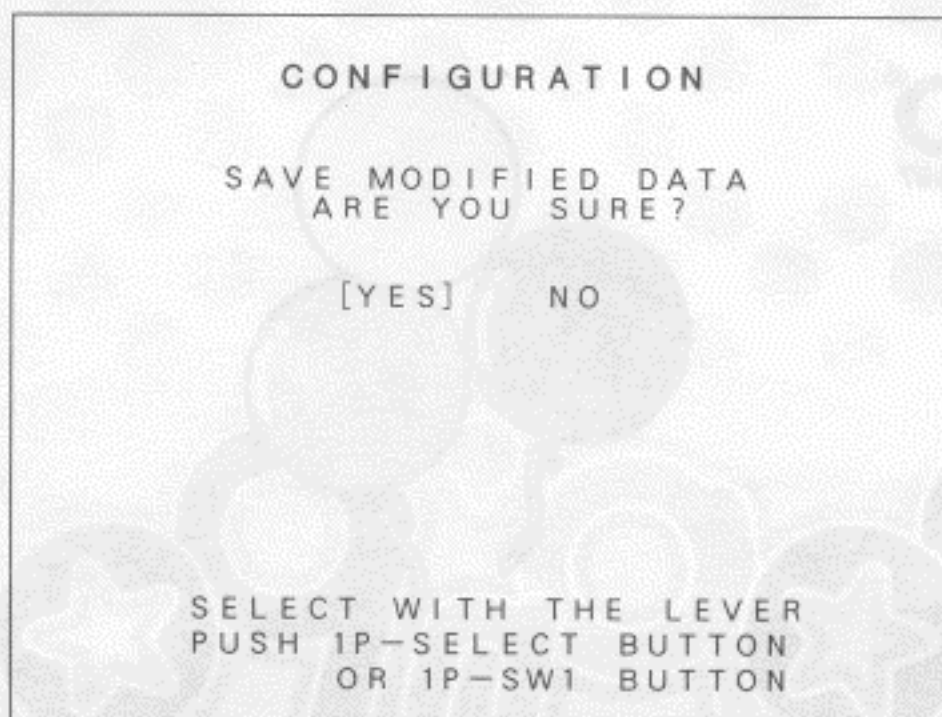 CONFIGURATION
SAVE MODIFIED DATA
ARE YOU SURE?
[YES] NO
SELECT WITH THE LEVER
PUSH 1P—SELECT BUTTON
OR 1P—SW1 BUTTON